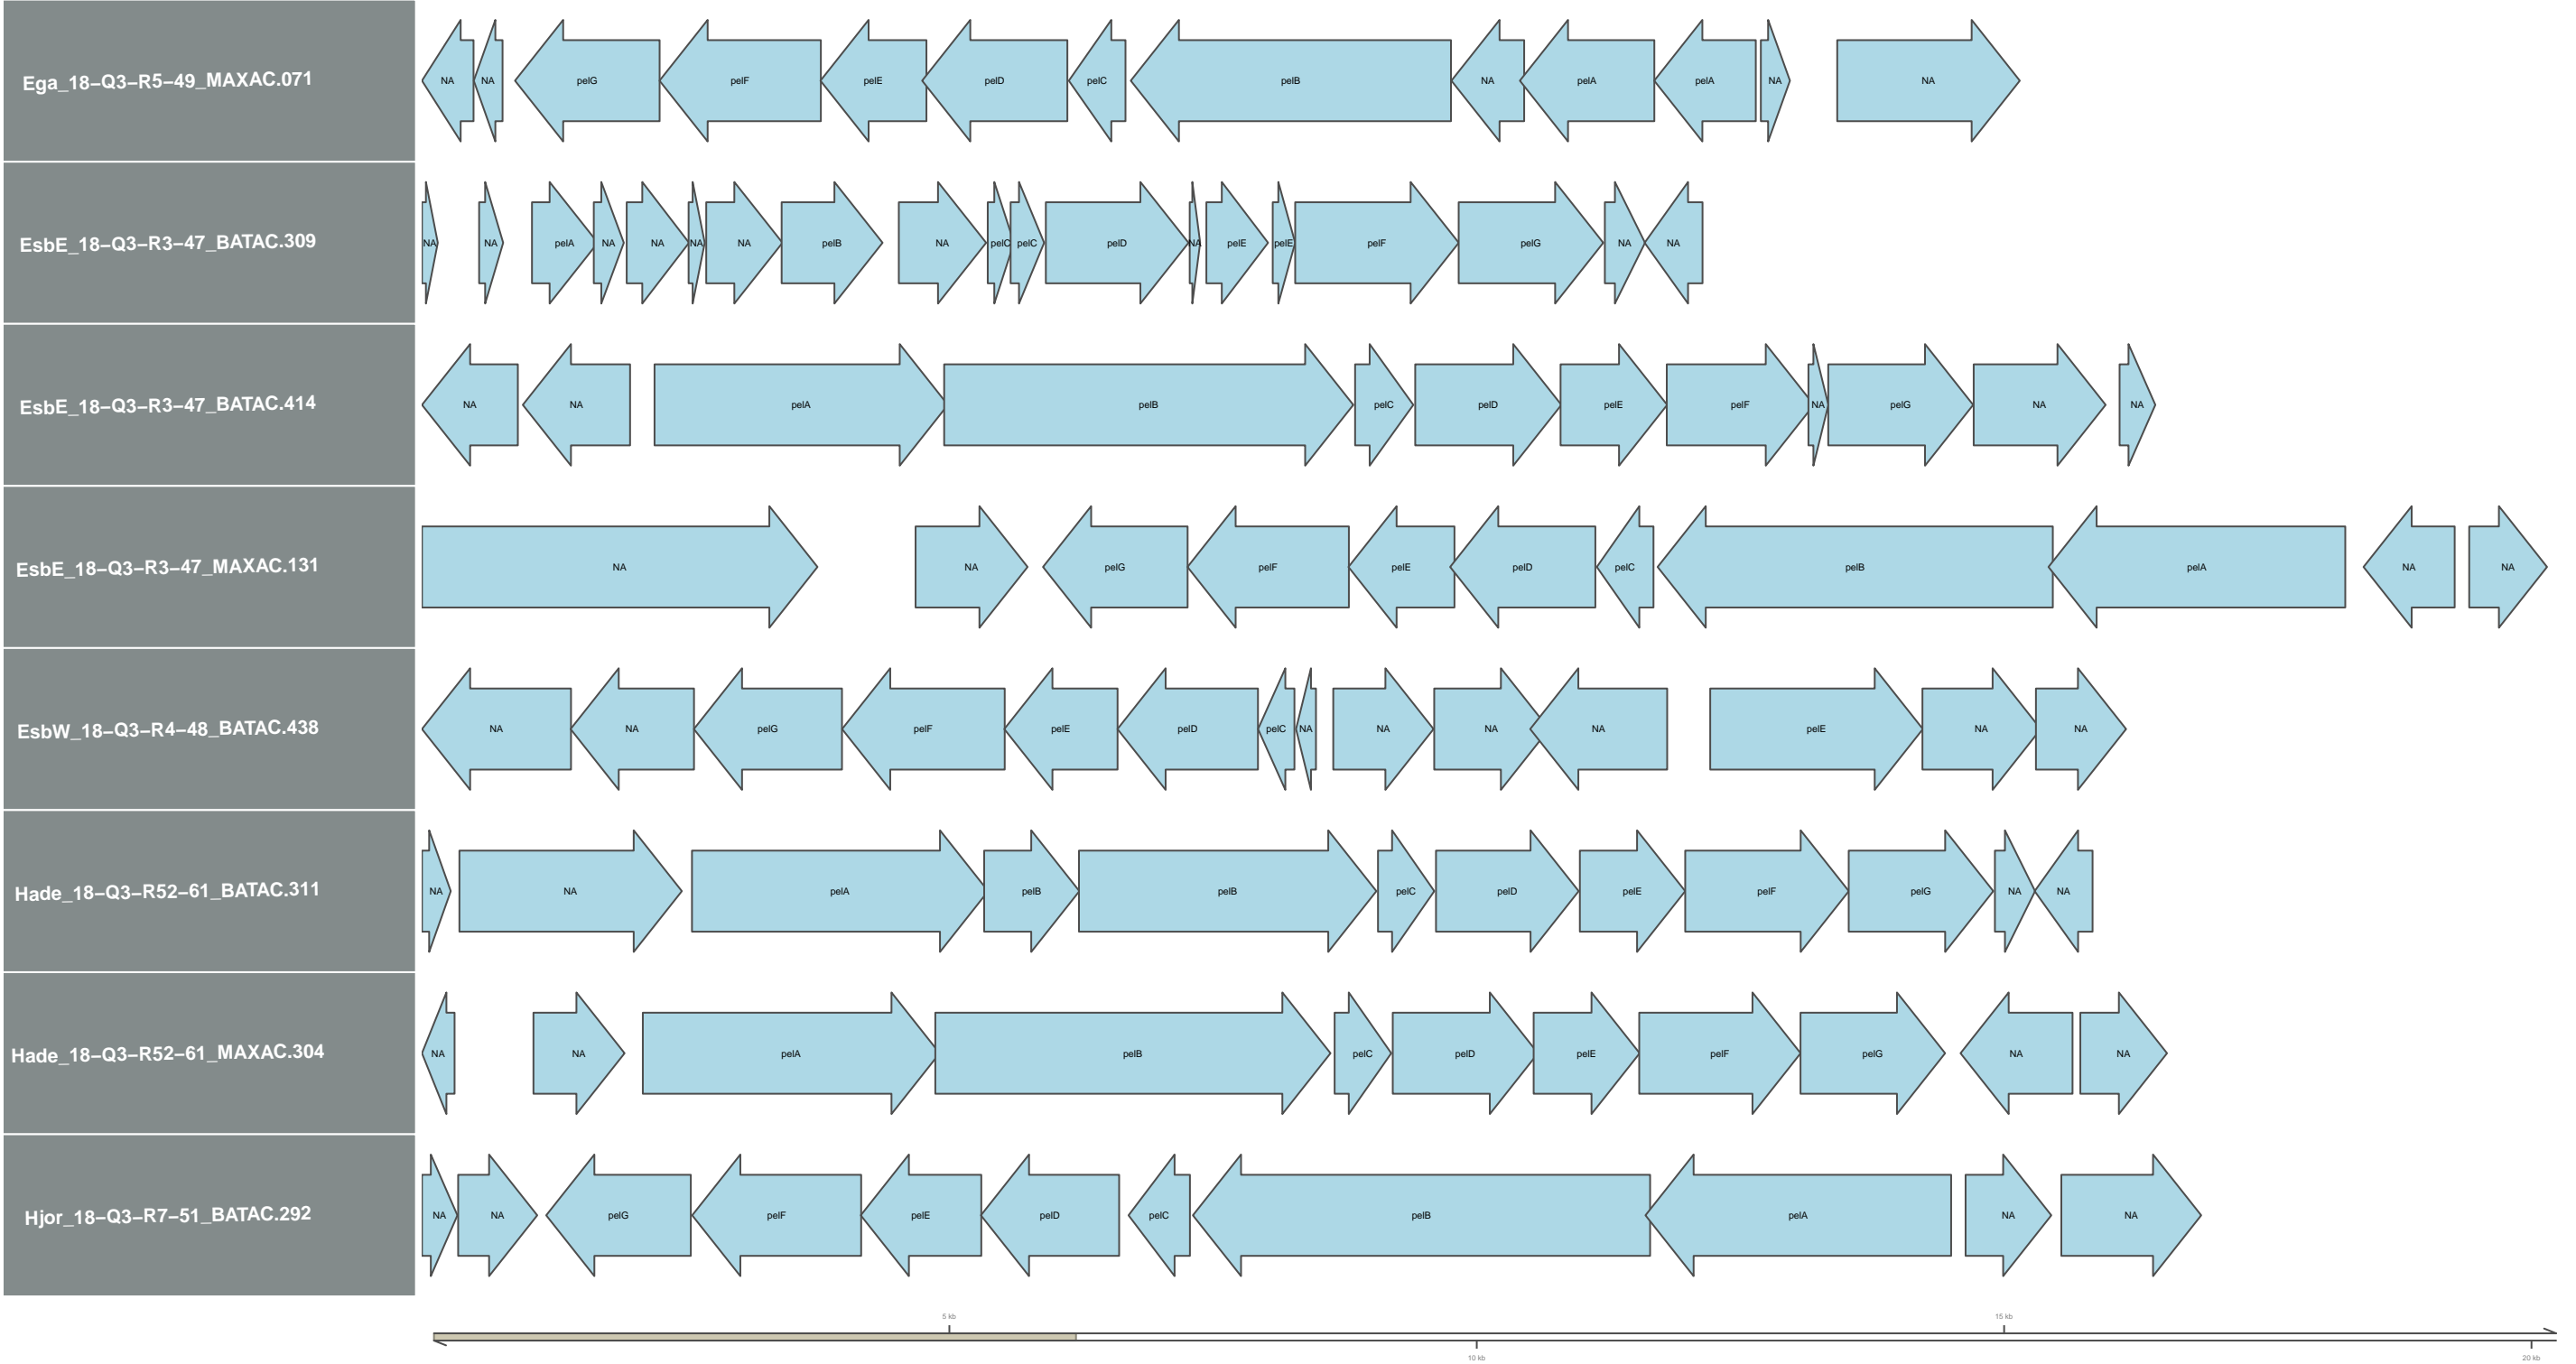 Ega_18−Q3−R5−49_MAXAC.071
NA NA pelG pelF pelE pelD pelC pelB NA pelA pelA NA NA
EsbE_18−Q3−R3−47_BATAC.309
NA NA pelA NA NA NA NA pelB NA pelC pelC pelD NA pelE pelE pelF pelG NA NA
EsbE_18−Q3−R3−47_BATAC.414
NA NA pelA pelB pelC pelD pelE pelF NA pelG NA NA
EsbE_18−Q3−R3−47_MAXAC.131
NA NA pelG pelF pelE pelD pelC pelB pelA NA NA
EsbW_18−Q3−R4−48_BATAC.438
NA NA pelG pelF pelE pelD pelC NA NA NA NA pelE NA NA
Hade_18−Q3−R52−61_BATAC.311
NA NA pelA pelB pelB pelC pelD pelE pelF pelG NA NA
Hade_18−Q3−R52−61_MAXAC.304
NA NA pelA pelB pelC pelD pelE pelF pelG NA NA
Hjor_18−Q3−R7−51_BATAC.292
NA NA pelG pelF pelE pelD pelC pelB pelA NA NA
5 kb 15 kb
10 kb 20 kb